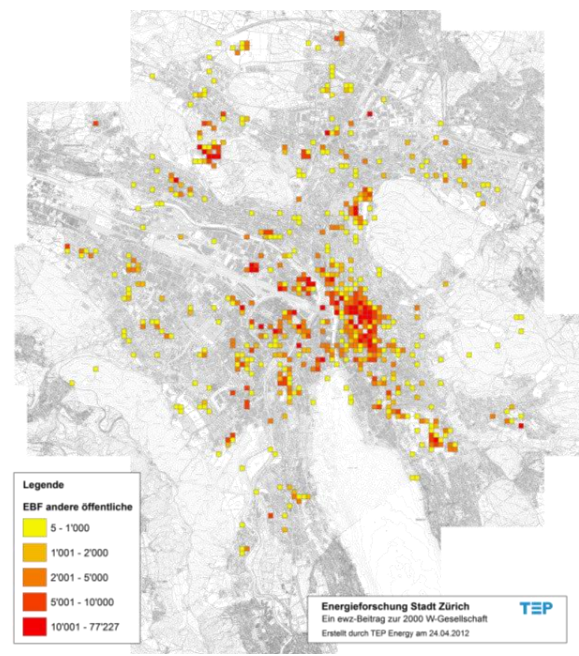 Legende
EBF andere öffentliche
5 - 1'000
1'001 - 2'000
2'001 - 5'000
5'001 - 10'000
10'001 - 77'227
Energieforschung Stadt Zürich
Ein ewz-Beitrag zur 2000 W-Gesellschaft
Erstellt durch TEP Energy am 24.04.2012
TEP